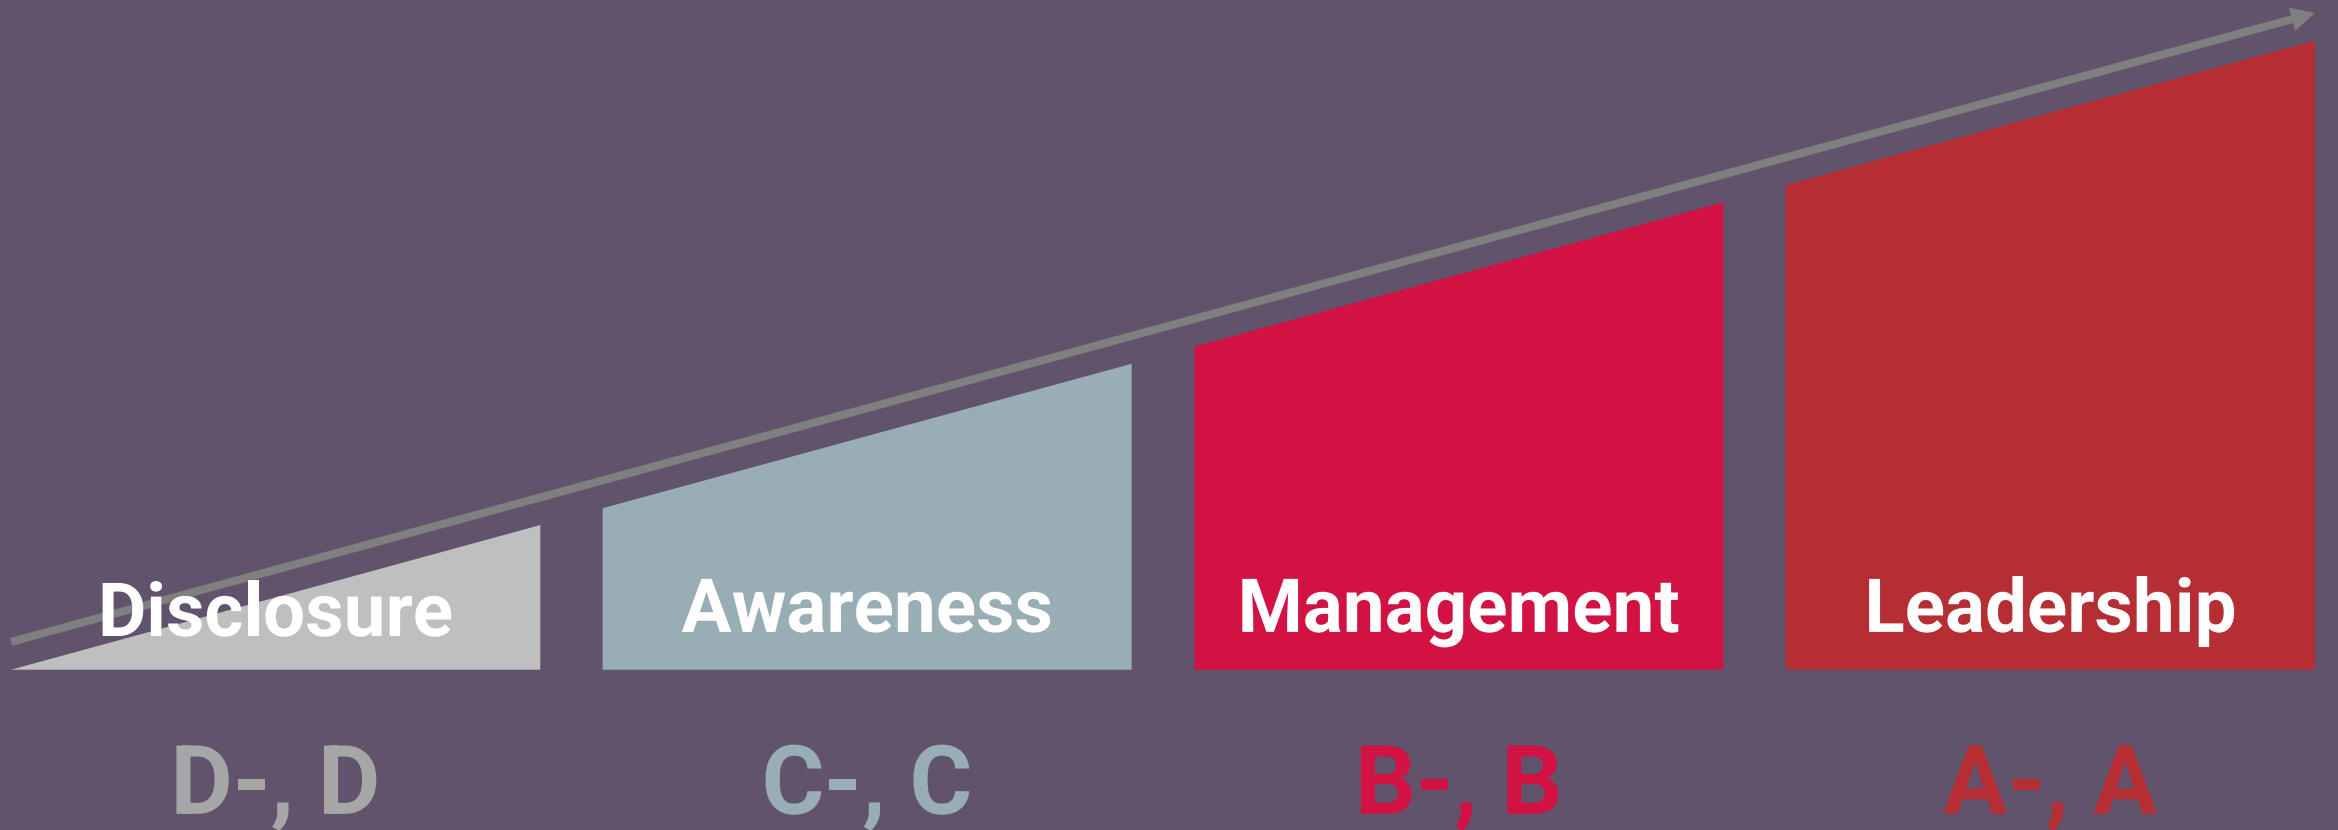 Disclosure
Awareness
Management
Leadership
D-, D
C-, C
B-, B
A-, A